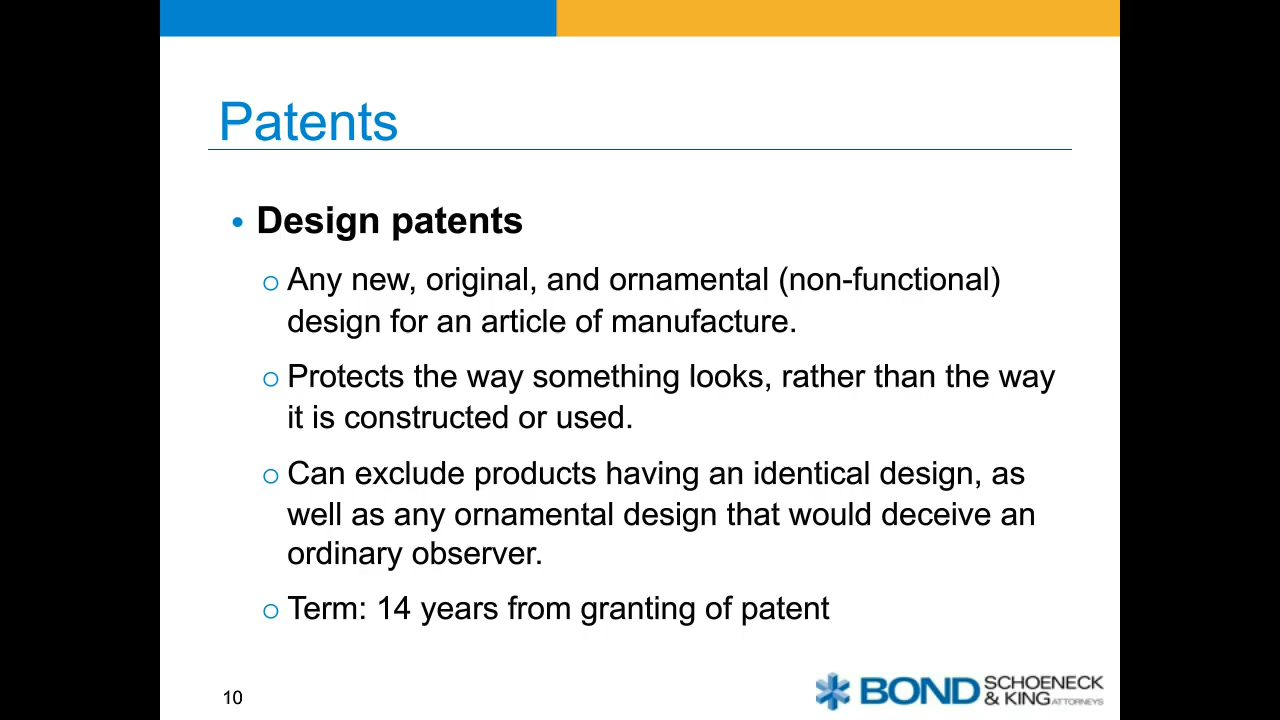 Patents
• Design patents
○ Any new, original, and ornamental (non-functional)
design for an article of manufacture.
○ Protects the way something looks, rather than the way
it is constructed or used.
○ Can exclude products having an identical design, as
well as any ornamental design that would deceive an
ordinary observer.
○ Term: 14 years from granting of patent
10
BOND SCHOENECK
& KING ATTORNEYS